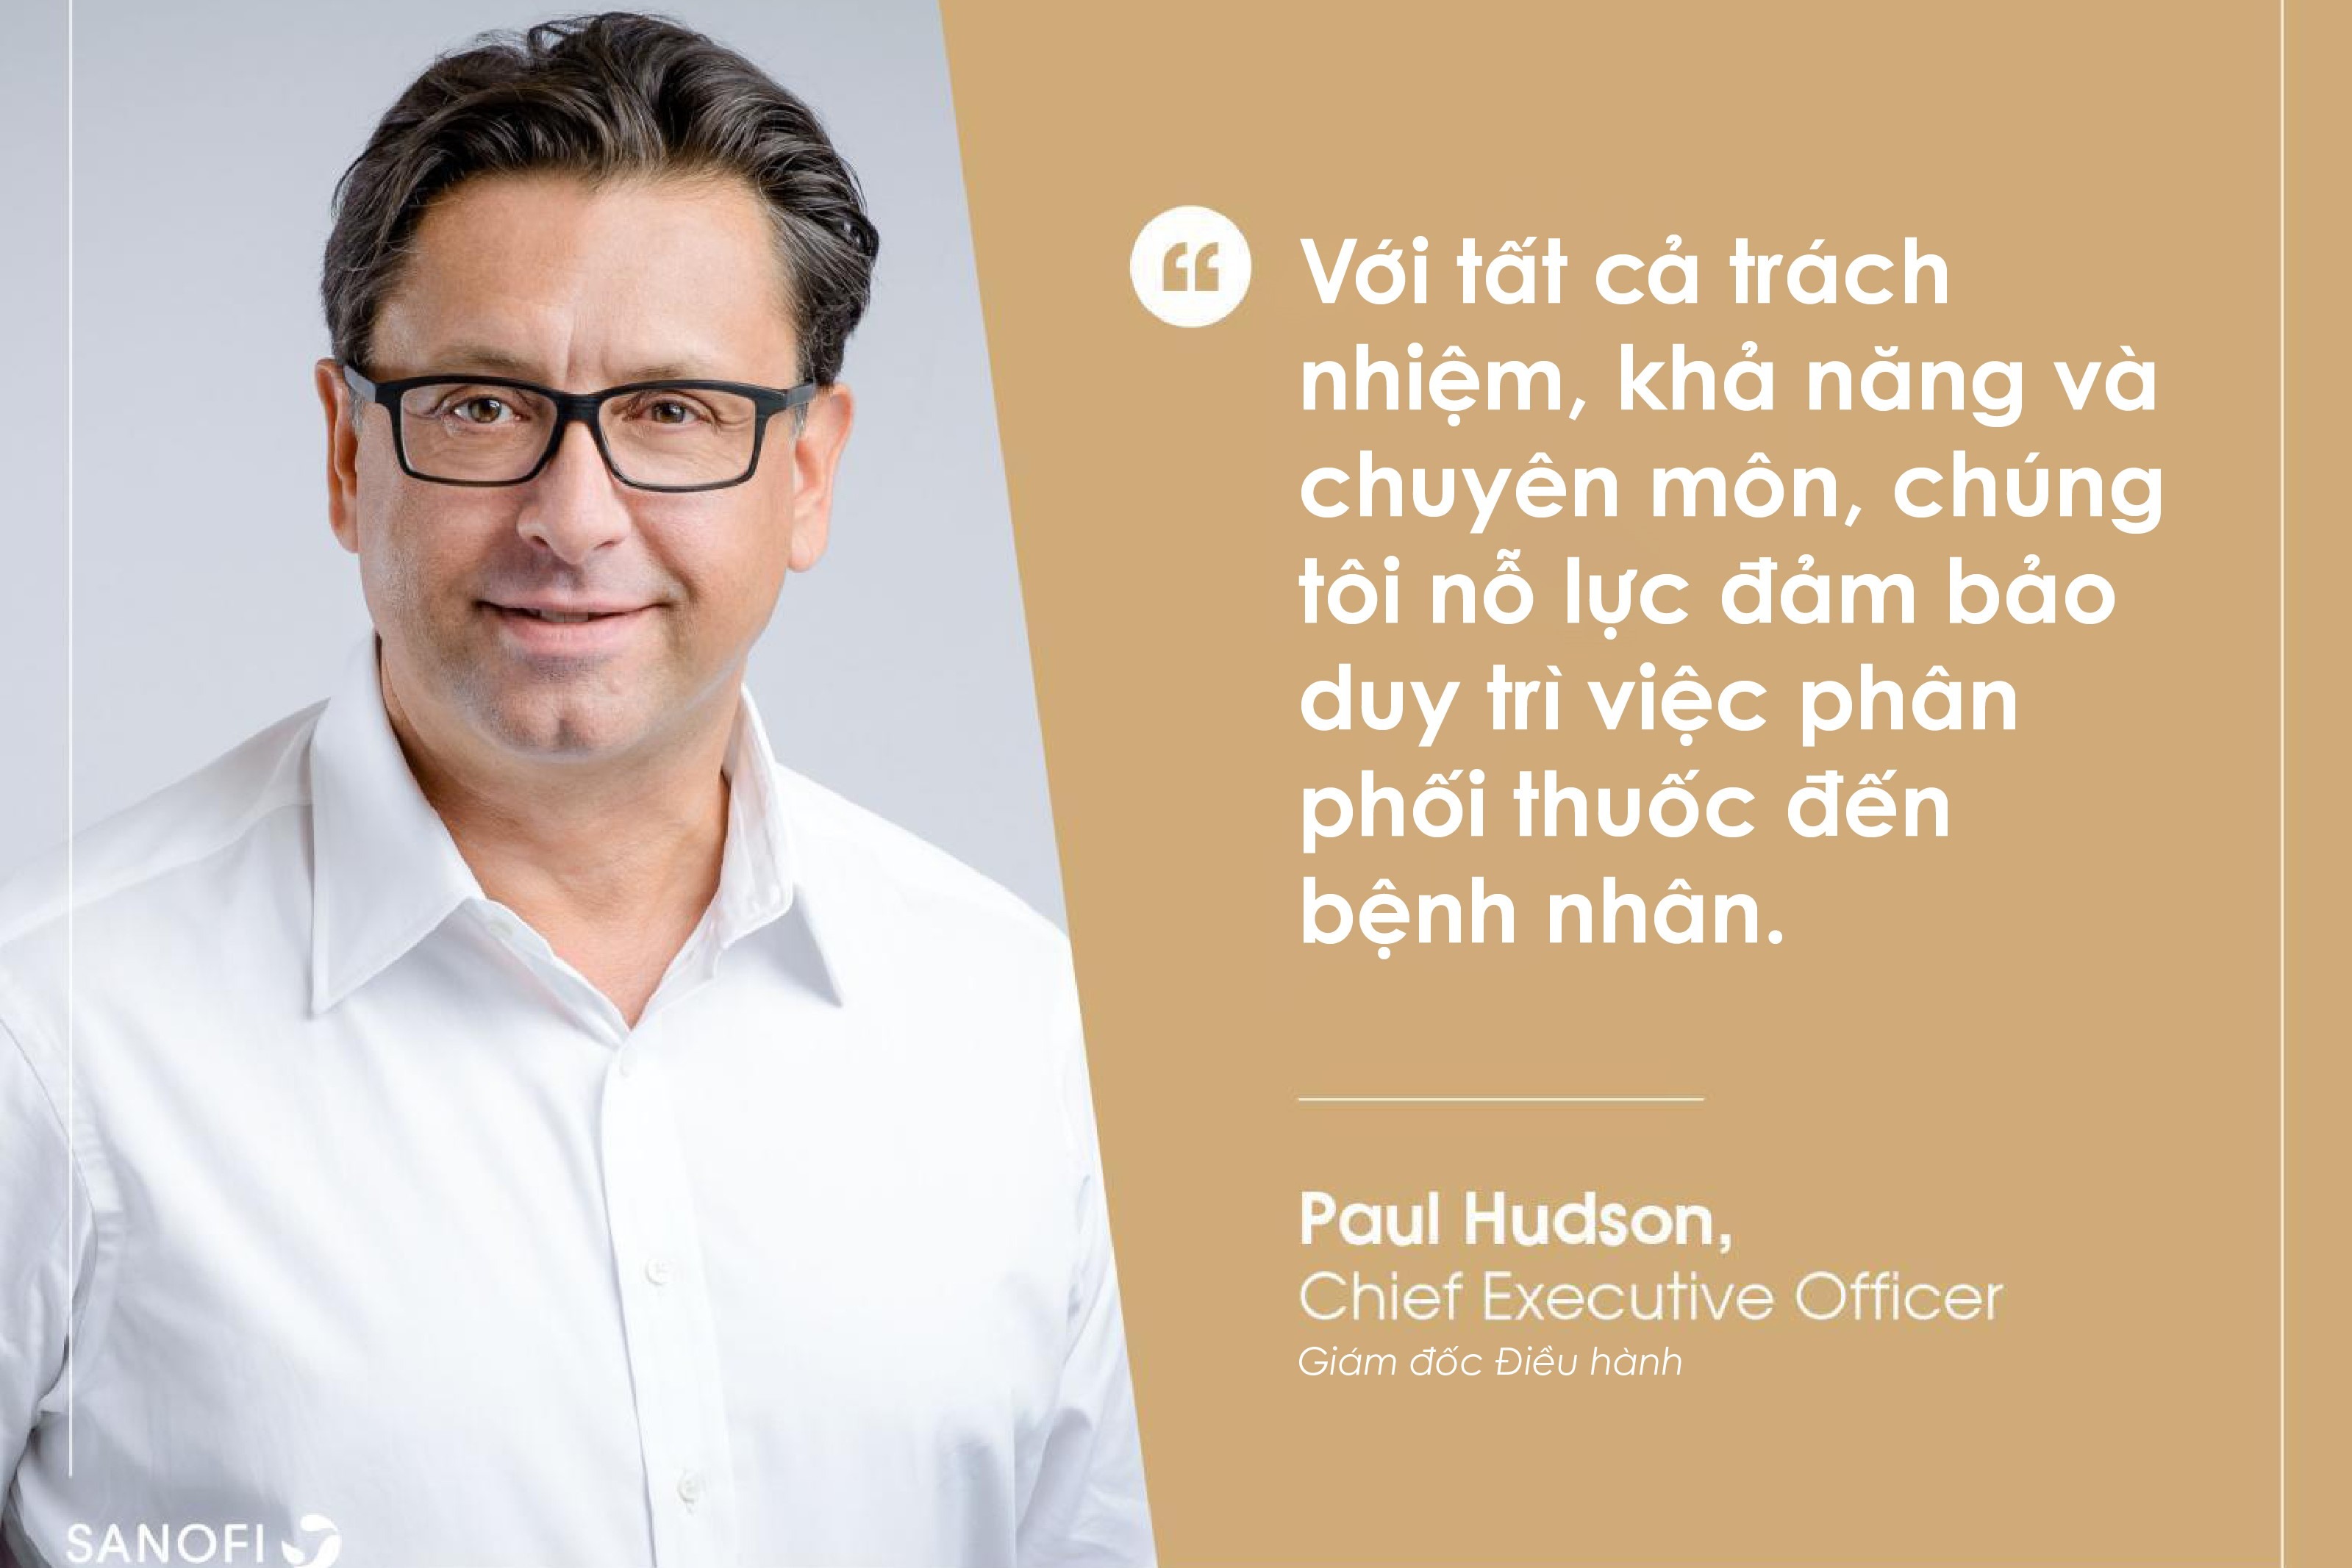 Với tất cả trách
nhiệm, khả năng và
chuyên môn, chúng
tôi nỗ lực đảm bảo
duy trì việc phân
phối thuốc đến
bệnh nhân.
Paul Hudson,
Chief Executive Officer
Giám đốc Điều hành
SANOFI